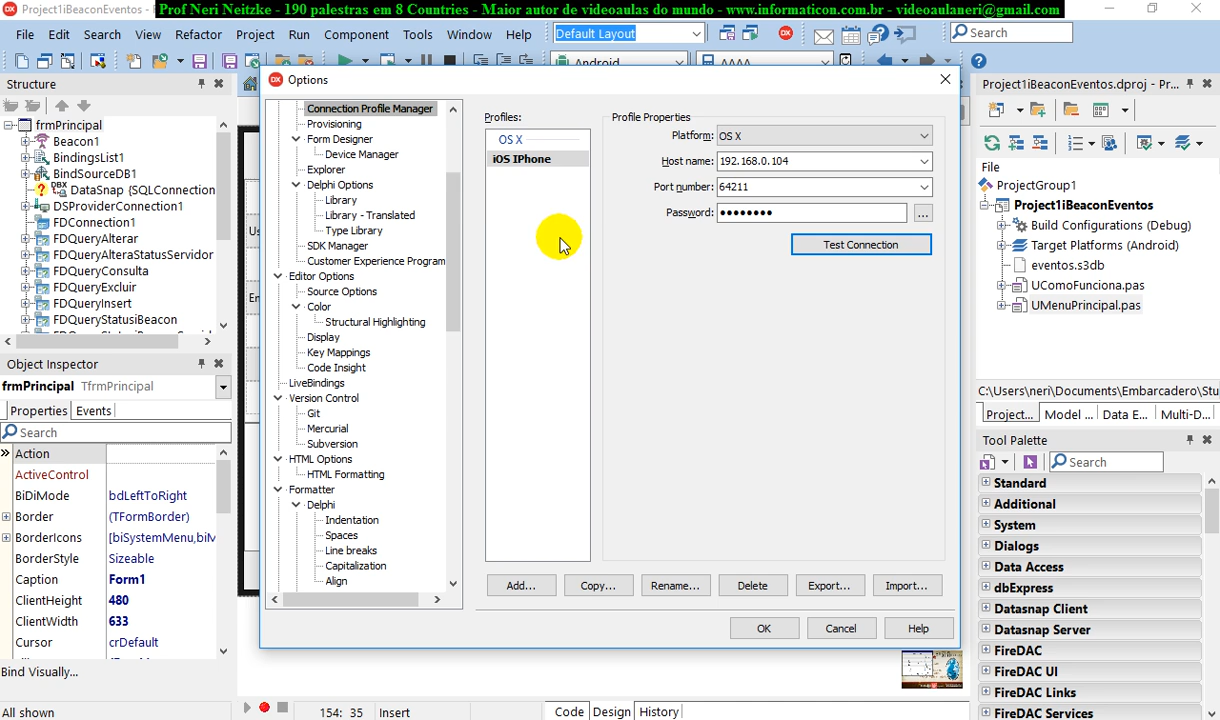 Project1iBeaconEventos -
Prof Neri Neitzke - 190 palestras em 8 Countries - Maior autor de videoaulas do mundo - www.informaticon.com.br - videoaulaneri@gmail.com
File Edit Search View Refactor Project Run Component Tools Window Help
Default Layout
Search
Android
Structure
frmPrincipal
Beacon1
BindingsList1
BindSourceDB1
DataSnap {SQLConnection
DSProviderConnection1
FDConnection1
FDQueryAlterar
FDQueryAlteraStatusServidor
FDQueryConsulta
FDQueryExcluir
FDQueryInsert
FDQueryStatusiBeacon
Object Inspector
frmPrincipal TfrmPrincipal
Properties Events
Search
Action
ActiveControl
BiDiMode bdLeftToRight
Border (TFormBorder)
BorderIcons [biSystemMenu,biM
BorderStyle Sizeable
Caption Form1
ClientHeight 480
ClientWidth 633
Cursor crDefault
Bind Visually...
All shown
DX Options
Connection Profile Manager
Provisioning
Form Designer
Device Manager
Explorer
Delphi Options
Library
Library - Translated
Type Library
SDK Manager
Customer Experience Program
Editor Options
Source Options
Color
Structural Highlighting
Display
Key Mappings
Code Insight
LiveBindings
Version Control
Git
Mercurial
Subversion
HTML Options
HTML Formatting
Formatter
Delphi
Indentation
Spaces
Line breaks
Capitalization
Align
Profiles:
OS X
iOS IPhone
Profile Properties
Platform: OS X
Host name: 192.168.0.104
Port number: 64211
Password: ●●●●●●●● ...
Test Connection
Add... Copy... Rename... Delete Export... Import...
OK Cancel Help
154: 35 Insert
Code Design History
Project1iBeaconEventos.dproj - Pr...
File
ProjectGroup1
Project1iBeaconEventos
Build Configurations (Debug)
Target Platforms (Android)
eventos.s3db
UComoFunciona.pas
UMenuPrincipal.pas
C:\Users\neri\Documents\Embarcadero\Stu
Project... Model ... Data E... Multi-D...
Tool Palette
Search
Standard
Additional
System
Dialogs
Data Access
dbExpress
Datasnap Client
Datasnap Server
FireDAC
FireDAC UI
FireDAC Links
FireDAC Services